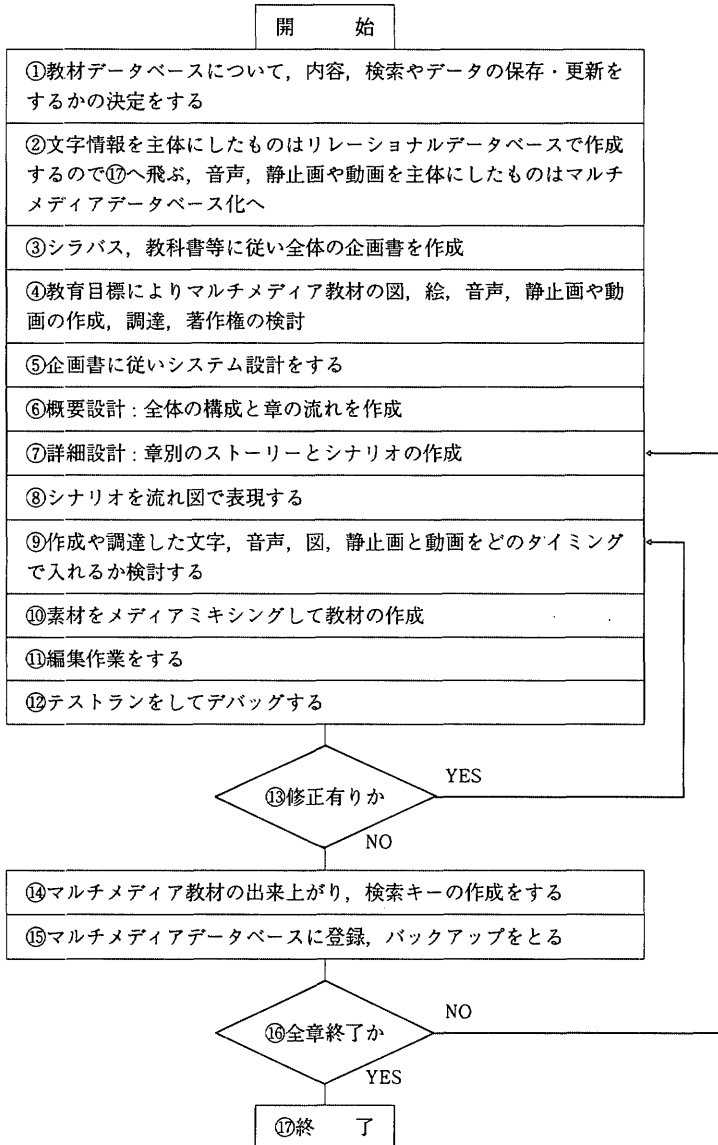 開 始
①教材データベースについて，内容，検索やデータの保存・更新を
するかの決定をする
②文字情報を主体にしたものはリレーショナルデータベースで作成
するので⑰へ飛ぶ，音声，静止画や動画を主体にしたものはマルチ
メディアデータベース化へ
③シラバス，教科書等に従い全体の企画書を作成
④教育目標によりマルチメディア教材の図，絵，音声，静止画や動
画の作成，調達，著作権の検討
⑤企画書に従いシステム設計をする
⑥概要設計：全体の構成と章の流れを作成
⑦詳細設計：章別のストーリーとシナリオの作成
⑧シナリオを流れ図で表現する
⑨作成や調達した文字，音声，図，静止画と動画をどのタイミング
で入れるか検討する
⑩素材をメディアミキシングして教材の作成
⑪編集作業をする
⑫テストランをしてデバッグする
⑬修正有りか
YES
NO
⑭マルチメディア教材の出来上がり，検索キーの作成をする
⑮マルチメディアデータベースに登録，バックアップをとる
⑯全章終了か
NO
YES
⑰終 了